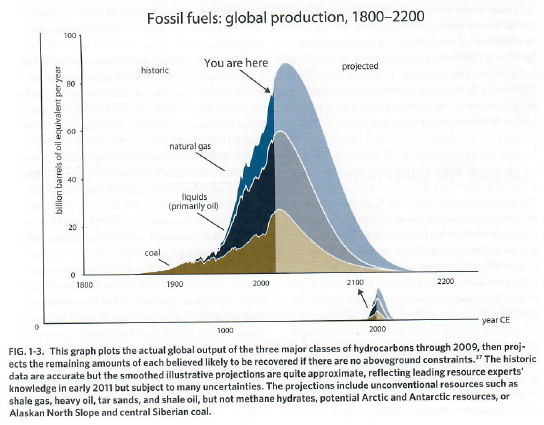 Fossil fuels: global production, 1800–2200
100
historic
You are here
projected
80
billion barrels of oil equivalent per year
60
natural gas
40
liquids
(primarily oil)
20
coal
0
1800
1900
2000
2100
2200
0
1000
2000
year CE
FIG. 1-3. This graph plots the actual global output of the three major classes of hydrocarbons through 2009, then proj-
ects the remaining amounts of each believed likely to be recovered if there are no aboveground constraints.37 The historic
data are accurate but the smoothed illustrative projections are quite approximate, reflecting leading resource experts'
knowledge in early 2011 but subject to many uncertainties. The projections include unconventional resources such as
shale gas, heavy oil, tar sands, and shale oil, but not methane hydrates, potential Arctic and Antarctic resources, or
Alaskan North Slope and central Siberian coal.